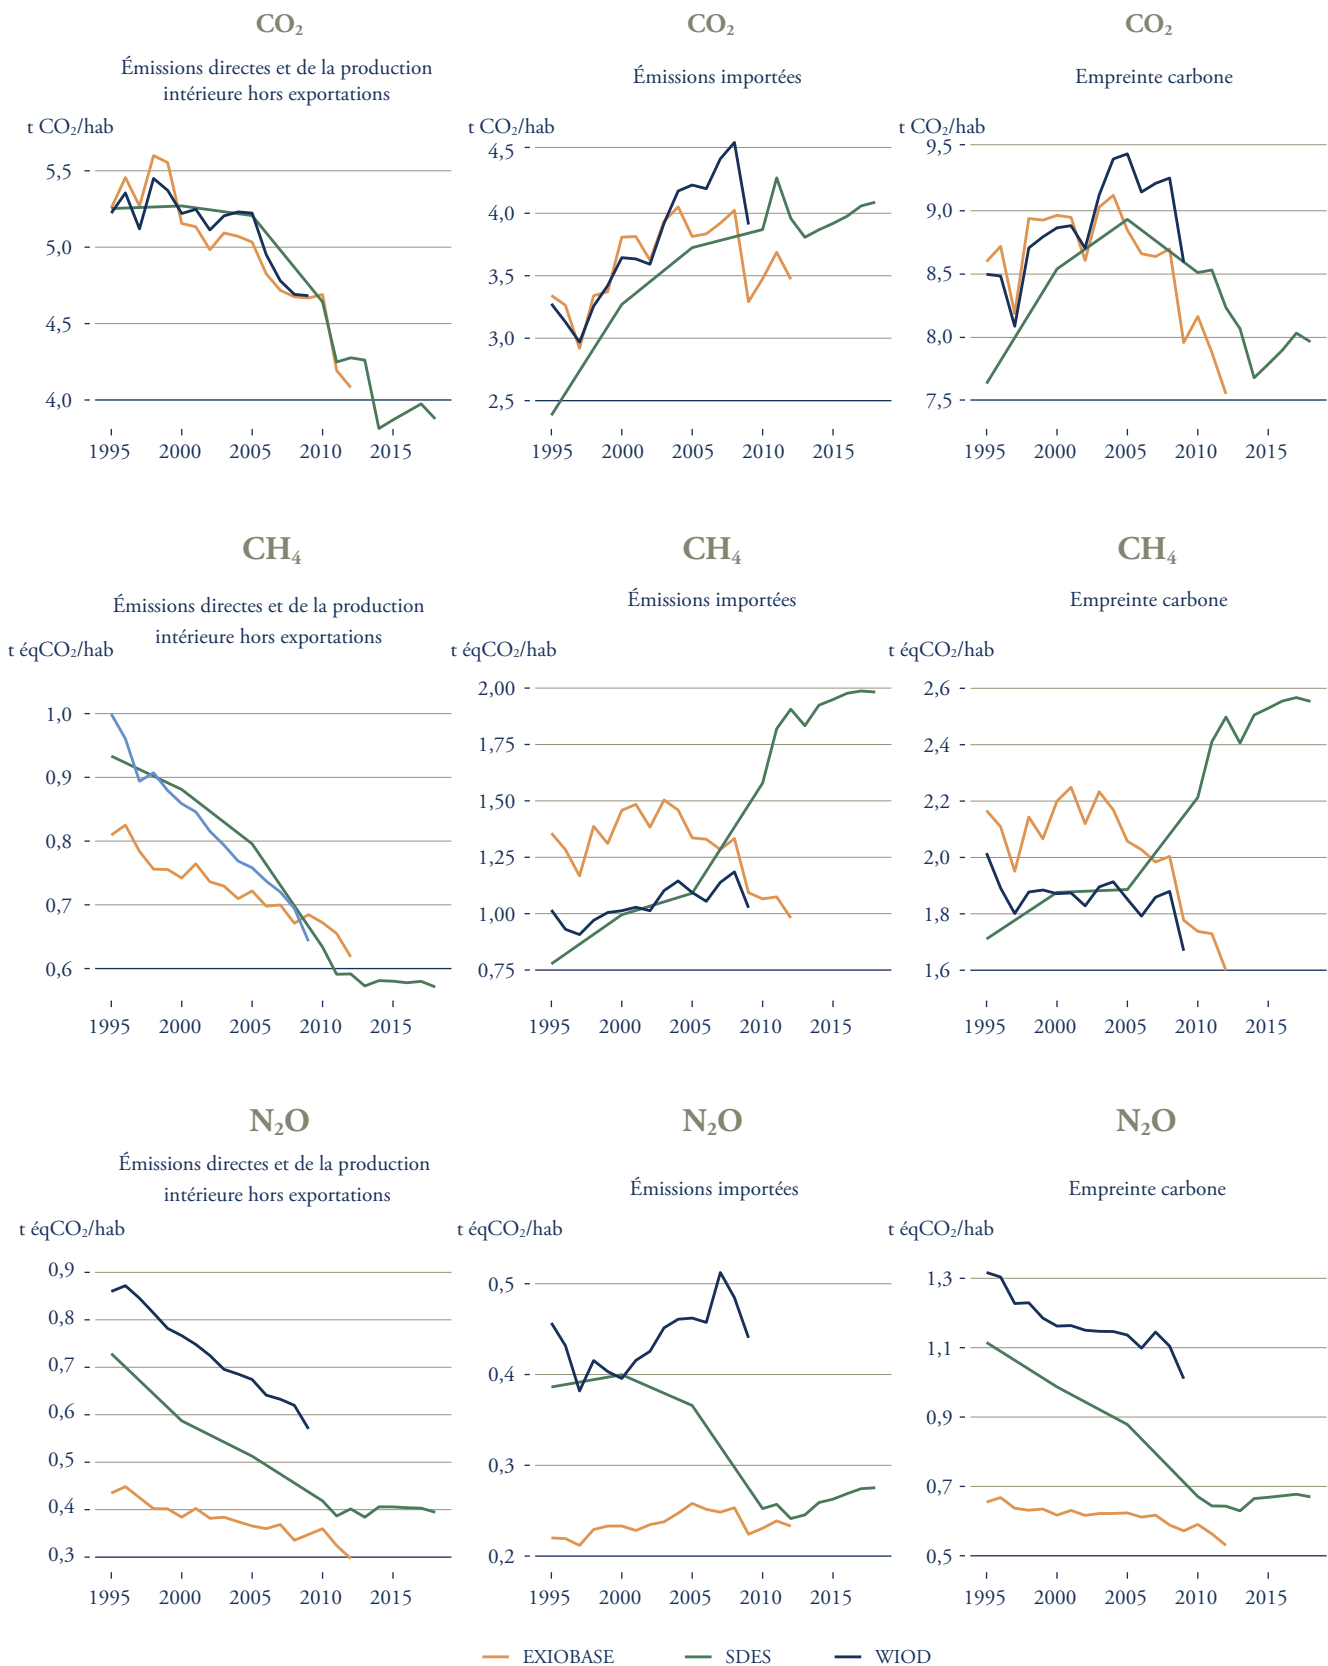 CO₂
Émissions directes et de la production
intérieure hors exportations
t CO₂/hab
5,5
5,0
4,5
4,0
1995 2000 2005 2010 2015
CO₂
Émissions importées
t CO₂/hab
4,5
4,0
3,5
3,0
2,5
1995 2000 2005 2010 2015
CO₂
Empreinte carbone
t CO₂/hab
9,5
9,0
8,5
8,0
7,5
1995 2000 2005 2010 2015
CH₄
Émissions directes et de la production
intérieure hors exportations
t éqCO₂/hab
1,0
0,9
0,8
0,7
0,6
1995 2000 2005 2010 2015
CH₄
Émissions importées
t éqCO₂/hab
2,00
1,75
1,50
1,25
1,00
0,75
1995 2000 2005 2010 2015
CH₄
Empreinte carbone
t éqCO₂/hab
2,6
2,4
2,2
2,0
1,8
1,6
1995 2000 2005 2010 2015
N₂O
Émissions directes et de la production
intérieure hors exportations
t éqCO₂/hab
0,9
0,8
0,7
0,6
0,5
0,4
0,3
1995 2000 2005 2010 2015
N₂O
Émissions importées
t éqCO₂/hab
0,5
0,4
0,3
0,2
1995 2000 2005 2010 2015
N₂O
Empreinte carbone
t éqCO₂/hab
1,3
1,1
0,9
0,7
0,5
1995 2000 2005 2010 2015
EXIOBASE SDES WIOD